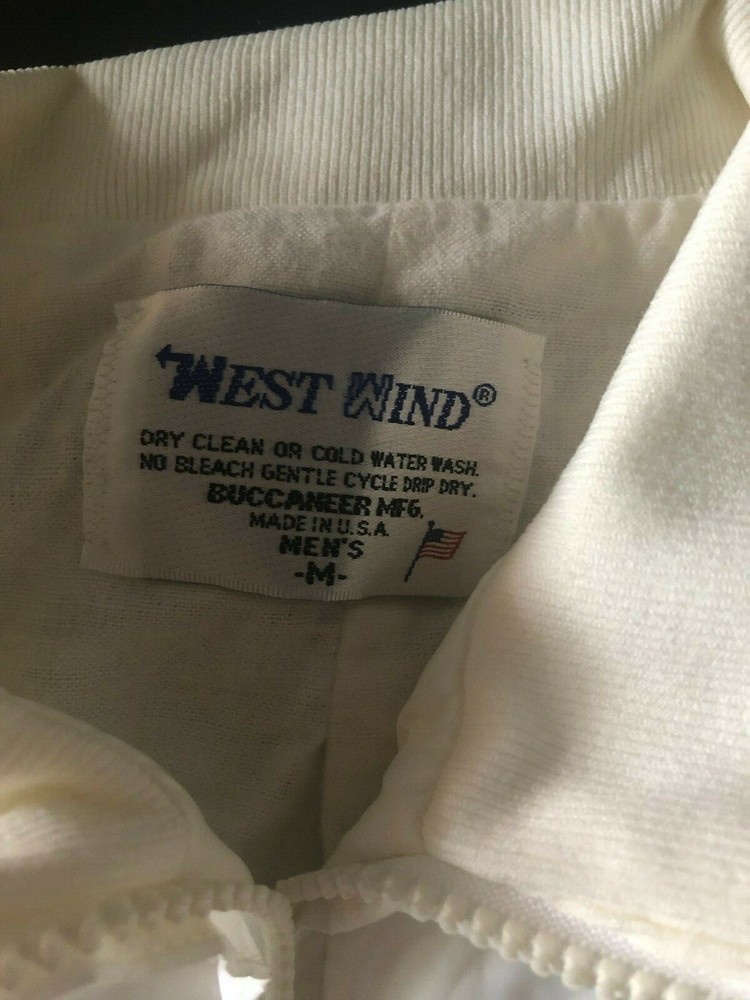 WEST WIND®
DRY CLEAN OR COLD WATER WASH.
NO BLEACH GENTLE CYCLE DRIP DRY.
BUCCANEER MFG.
MADE IN U.S.A.
MEN'S
-M-